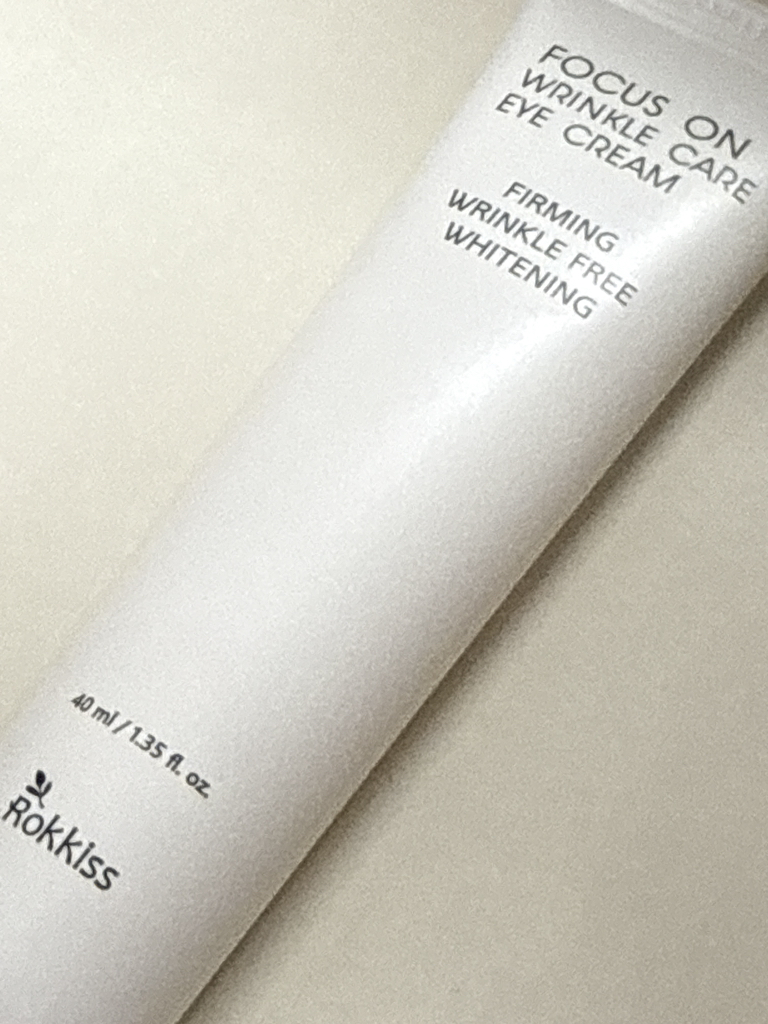 FOCUS ON
WRINKLE CARE
EYE CREAM
FIRMING
WRINKLE FREE
WHITENING
40 ml / 1.35 fl. oz.
Rokkiss